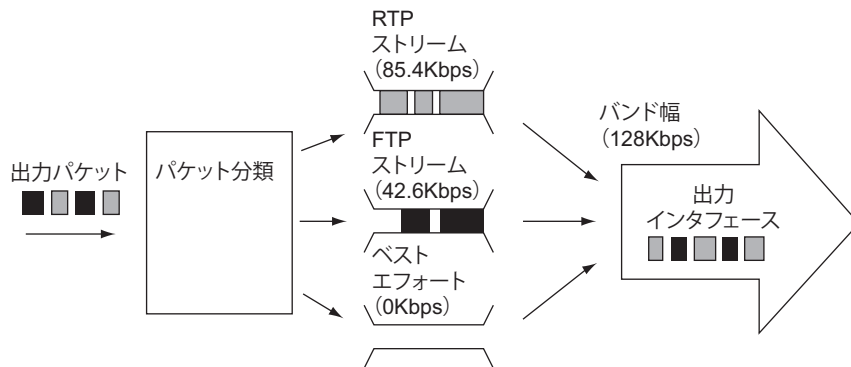 出力パケット
パケット分類
RTP
ストリーム
(85.4Kbps)
FTP
ストリーム
(42.6Kbps)
ベスト
エフォート
(0Kbps)
バンド幅
(128Kbps)
出力
インタフェース